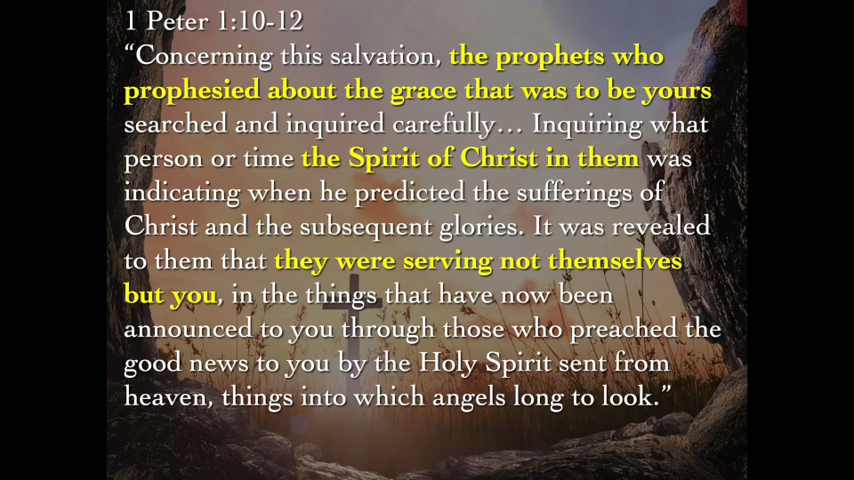 1 Peter 1:10-12
“Concerning this salvation, the prophets who
prophesied about the grace that was to be yours
searched and inquired carefully… Inquiring what
person or time the Spirit of Christ in them was
indicating when he predicted the sufferings of
Christ and the subsequent glories. It was revealed
to them that they were serving not themselves
but you, in the things that have now been
announced to you through those who preached the
good news to you by the Holy Spirit sent from
heaven, things into which angels long to look.”